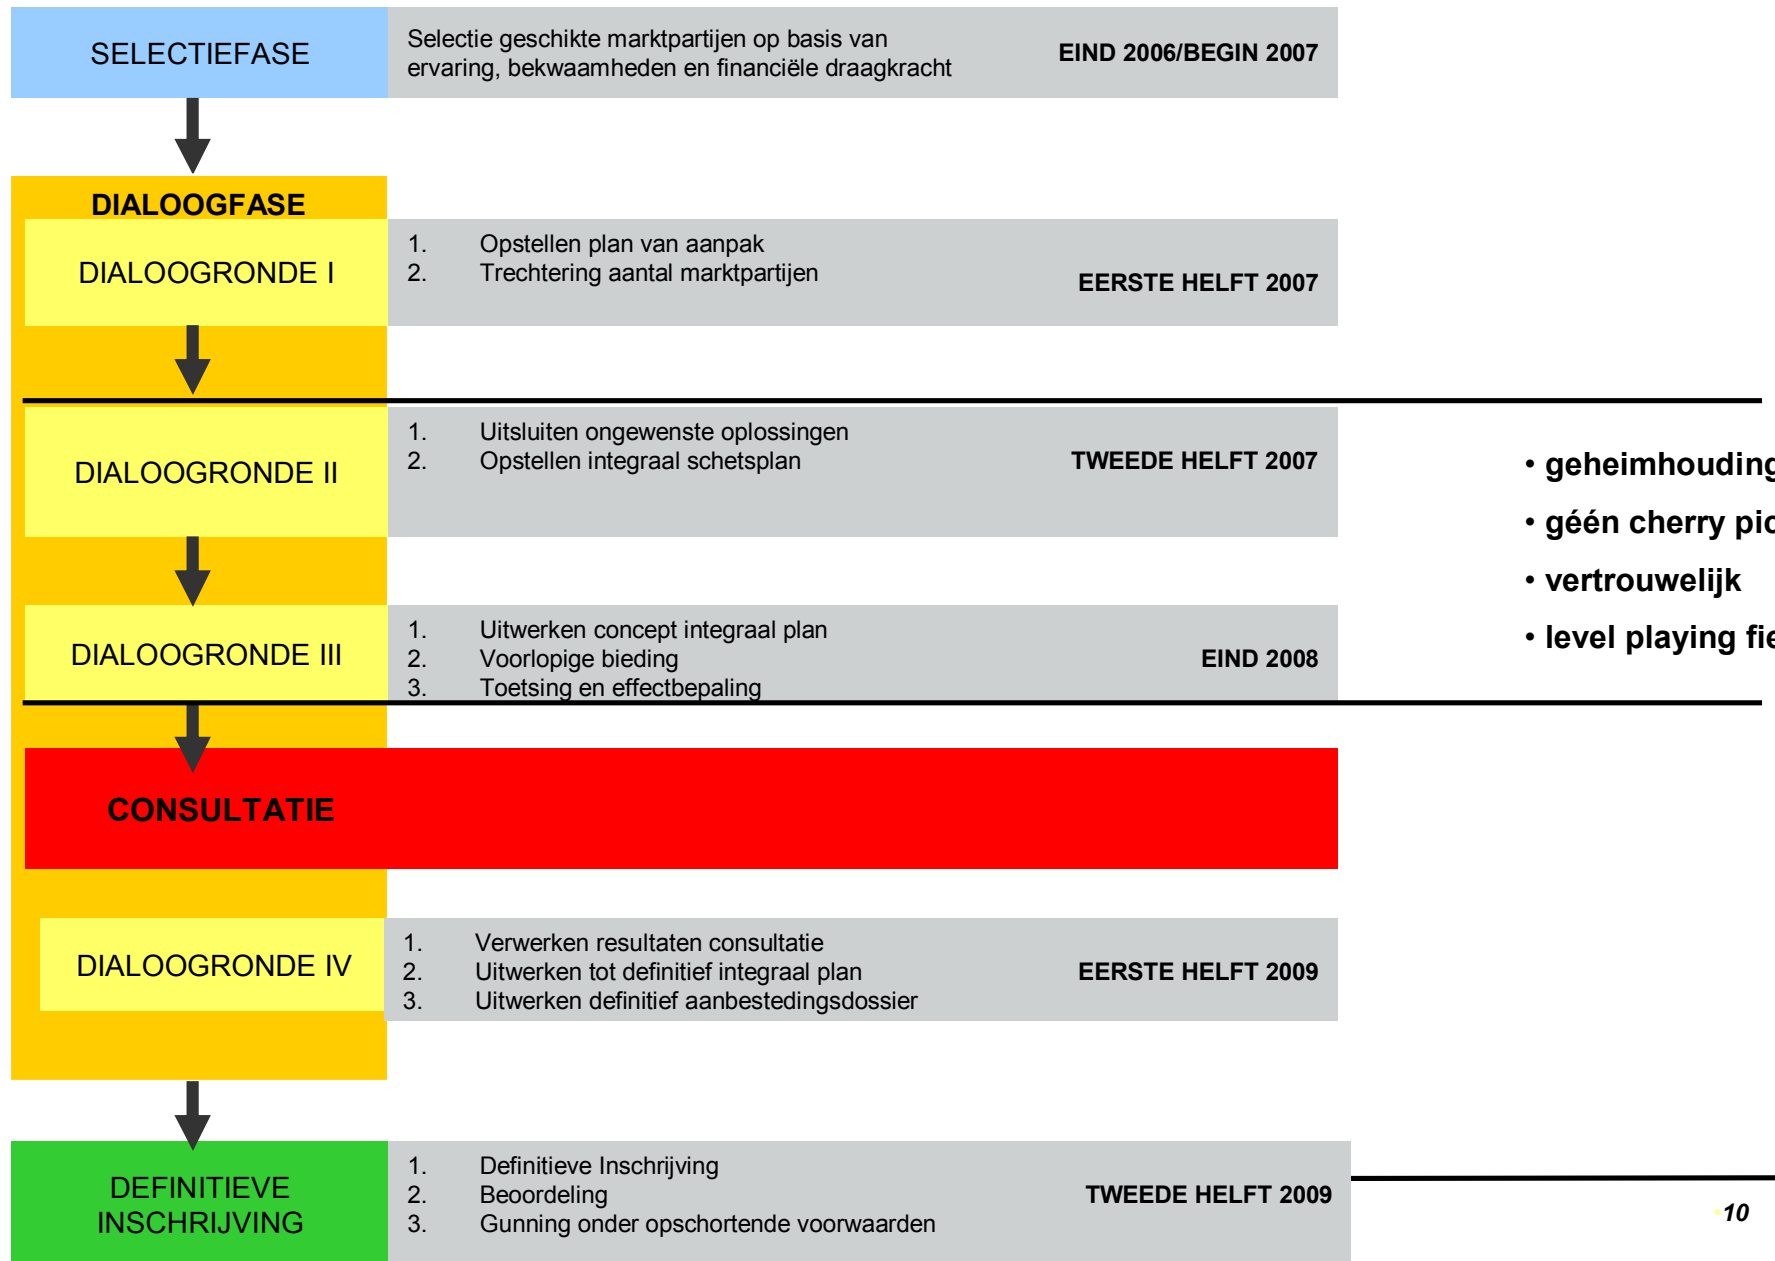 SELECTIEFASE
Selectie geschikte marktpartijen op basis van
ervaring, bekwaamheden en financiële draagkracht
EIND 2006/BEGIN 2007
DIALOOGFASE
DIALOOGRONDE I
1. Opstellen plan van aanpak
2. Trechtering aantal marktpartijen
EERSTE HELFT 2007
DIALOOGRONDE II
1. Uitsluiten ongewenste oplossingen
2. Opstellen integraal schetsplan
TWEEDE HELFT 2007
• geheimhouding
• géén cherry pic
• vertrouwelijk
• level playing fie
DIALOOGRONDE III
1. Uitwerken concept integraal plan
2. Voorlopige bieding
3. Toetsing en effectbepaling
EIND 2008
CONSULTATIE
DIALOOGRONDE IV
1. Verwerken resultaten consultatie
2. Uitwerken tot definitief integraal plan
3. Uitwerken definitief aanbestedingsdossier
EERSTE HELFT 2009
DEFINITIEVE
INSCHRIJVING
1. Definitieve Inschrijving
2. Beoordeling
3. Gunning onder opschortende voorwaarden
TWEEDE HELFT 2009
•10